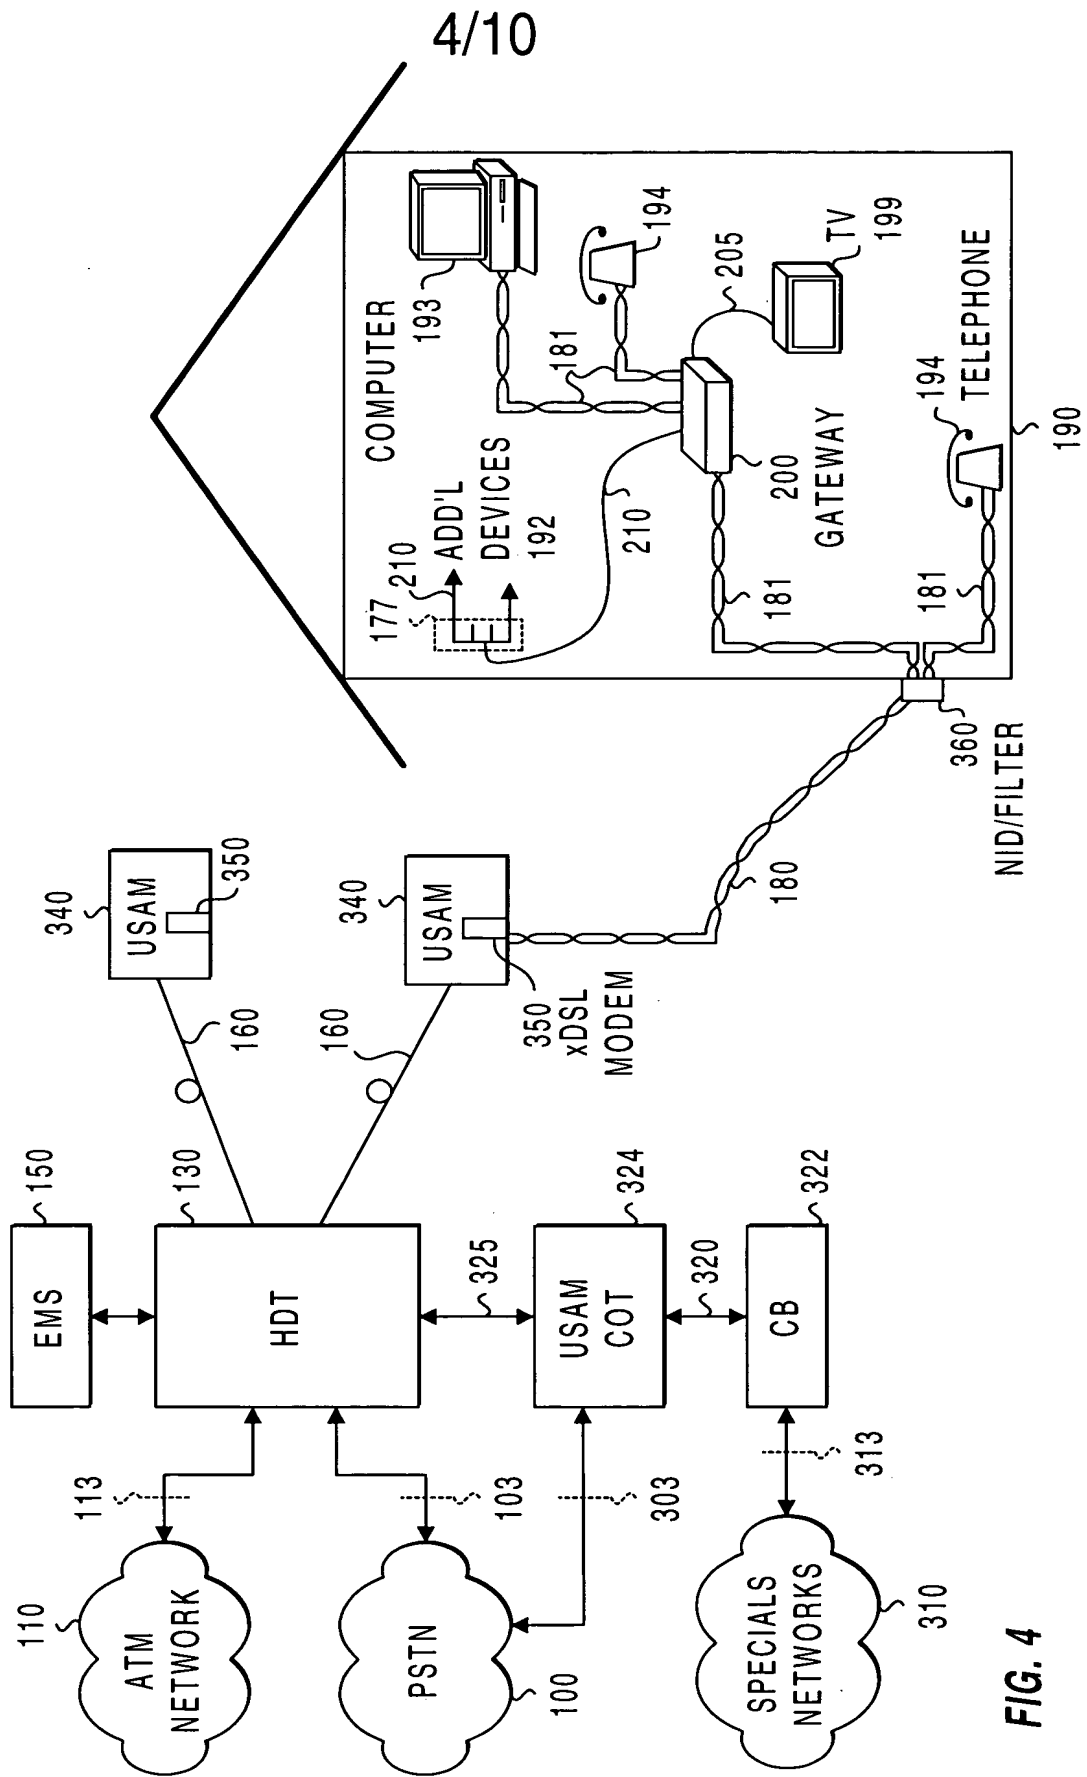 4/10
110
ATM
NETWORK
113
EMS
150
HDT
130
PSTN
100
103
303
325
USAM
COT
324
320
CB
322
313
SPECIALS
NETWORKS
310
160
160
340
USAM
350
340
USAM
350
xDSL
MODEM
180
360
NID/FILTER
177
210
ADD'L
DEVICES
192
210
COMPUTER
193
181
194
205
TV
199
200
GATEWAY
181
181
194
TELEPHONE
190
FIG. 4